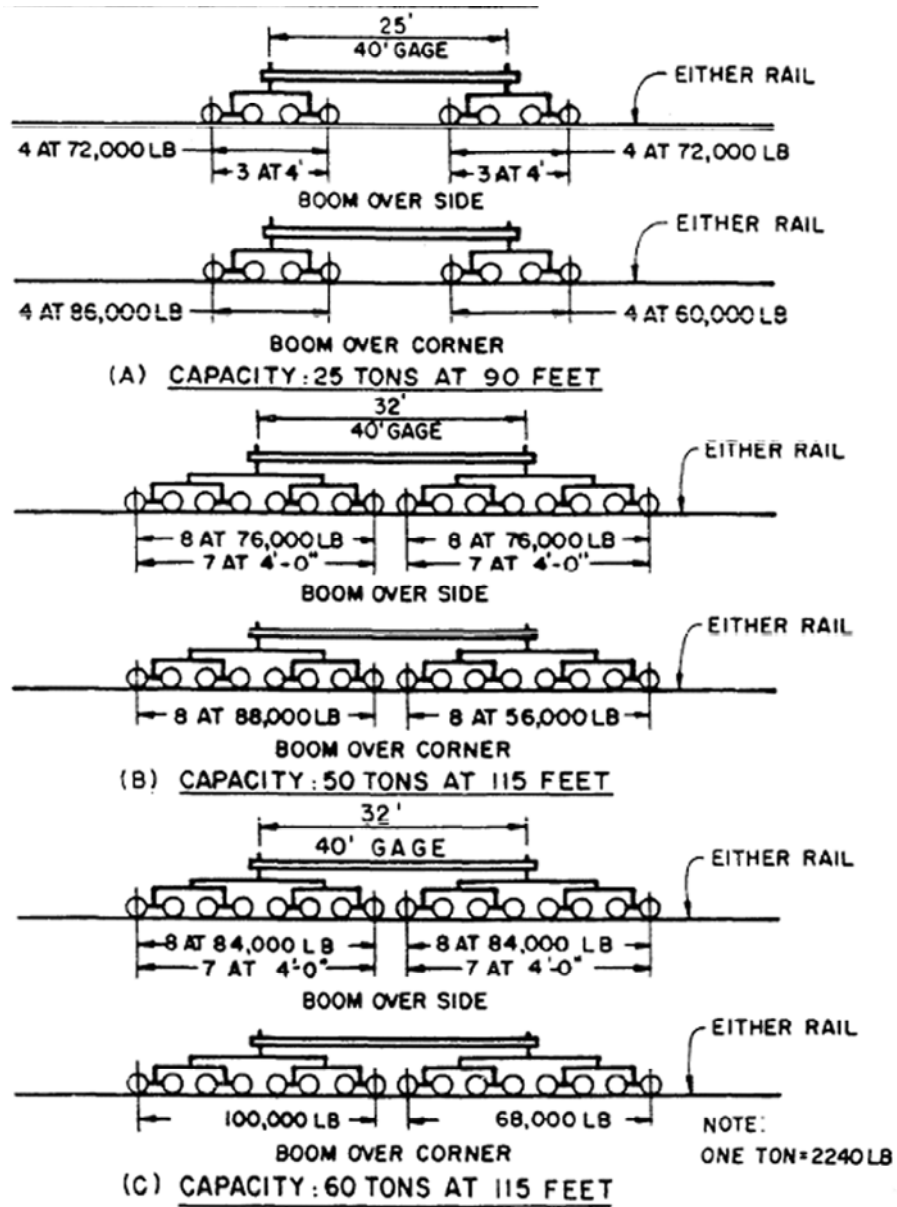 25'
40' GAGE
EITHER RAIL
4 AT 72,000 LB
4 AT 72,000 LB
3 AT 4'
3 AT 4'
BOOM OVER SIDE
EITHER RAIL
4 AT 86,000 LB
4 AT 60,000 LB
BOOM OVER CORNER
(A) CAPACITY: 25 TONS AT 90 FEET
32'
40' GAGE
EITHER RAIL
8 AT 76,000 LB
8 AT 76,000 LB
7 AT 4'-0"
7 AT 4'-0"
BOOM OVER SIDE
EITHER RAIL
8 AT 88,000 LB
8 AT 56,000 LB
BOOM OVER CORNER
(B) CAPACITY: 50 TONS AT 115 FEET
32'
40' GAGE
EITHER RAIL
8 AT 84,000 LB
8 AT 84,000 LB
7 AT 4'-0"
7 AT 4'-0"
BOOM OVER SIDE
EITHER RAIL
100,000 LB
68,000 LB
NOTE:
ONE TON=2240 LB
BOOM OVER CORNER
(C) CAPACITY: 60 TONS AT 115 FEET